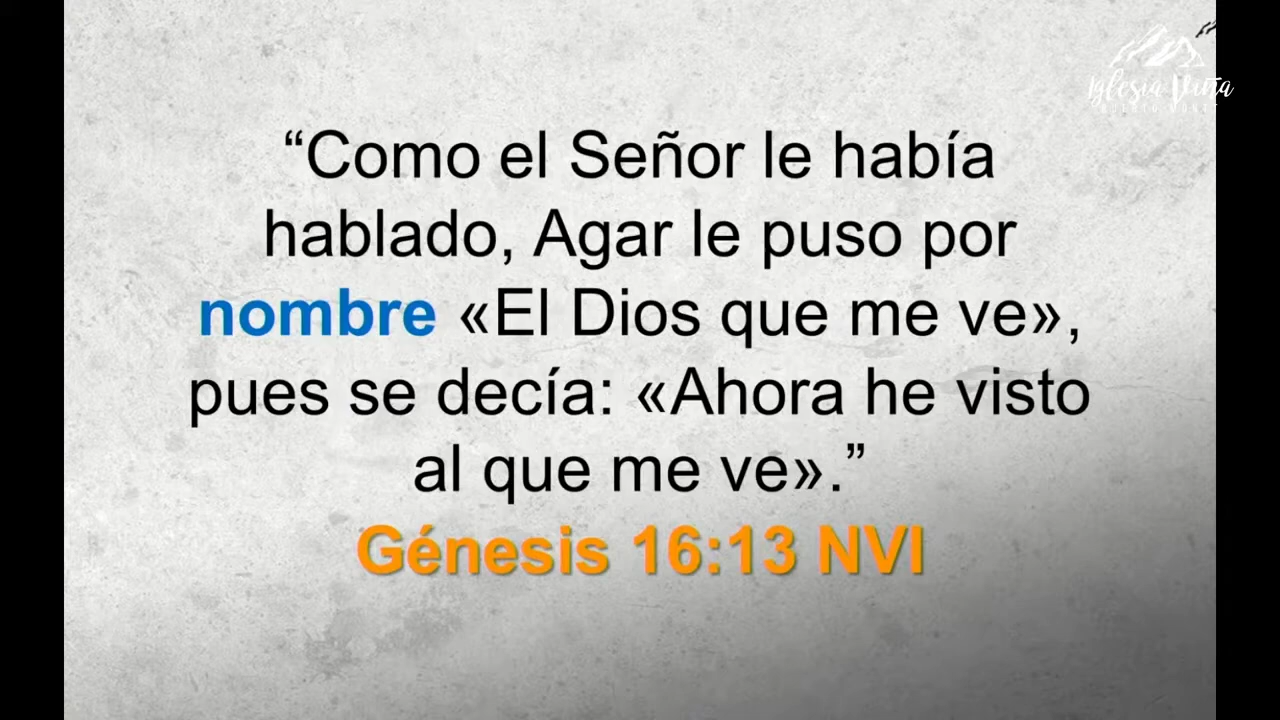 “Como el Señor le había
hablado, Agar le puso por
nombre «El Dios que me ve»,
pues se decía: «Ahora he visto
al que me ve».”
Génesis 16:13 NVI
Iglesia Viña